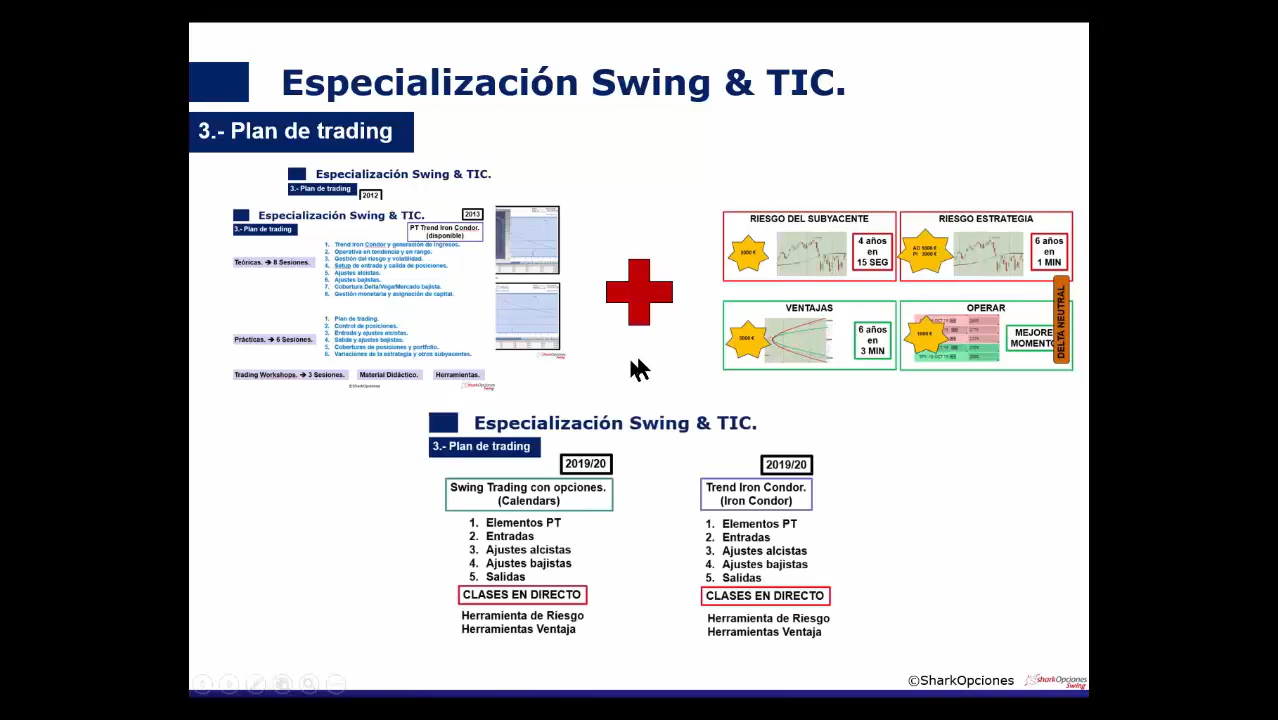 Especialización Swing & TIC.
3.- Plan de trading
Especialización Swing & TIC.
3.- Plan de trading
2012
Especialización Swing & TIC.
2013
3.- Plan de trading
PT Trend Iron Condor.
(disponible)
Teóricas. → 8 Sesiones.
1. Trend Iron Condor y generación de ingresos.
2. Operativa en tendencia y en rango.
3. Gestión del riesgo y volatilidad.
4. Setup de entrada y salida de posiciones.
5. Ajustes alcistas.
6. Ajustes bajistas.
7. Cobertura Delta/Vega/Mercado bajista.
8. Gestión monetaria y asignación de capital.
Prácticas. → 6 Sesiones.
1. Plan de trading.
2. Control de posiciones.
3. Entrada y ajustes alcistas.
4. Salida y ajustes bajistas.
5. Coberturas de posiciones y portfolio.
6. Variaciones de la estrategia y otros subyacentes.
Trading Workshops. → 3 Sesiones.
Material Didáctico.
Herramientas.
©SharkOpciones
sharkOpciones
Swing
RIESGO DEL SUBYACENTE
3000 €
4 años
en
15 SEG
RIESGO ESTRATEGIA
6 años
en
1 MIN
VENTAJAS
5000 €
6 años
en
3 MIN
OPERAR
1000 €
MEJORE
MOMENTO
DELTA NEUTRAL
Especialización Swing & TIC.
3.- Plan de trading
2019/20
Swing Trading con opciones.
(Calendars)
1. Elementos PT
2. Entradas
3. Ajustes alcistas
4. Ajustes bajistas
5. Salidas
CLASES EN DIRECTO
Herramienta de Riesgo
Herramientas Ventaja
2019/20
Trend Iron Condor.
(Iron Condor)
1. Elementos PT
2. Entradas
3. Ajustes alcistas
4. Ajustes bajistas
5. Salidas
CLASES EN DIRECTO
Herramienta de Riesgo
Herramientas Ventaja
©SharkOpciones
sharkOpciones
Swing